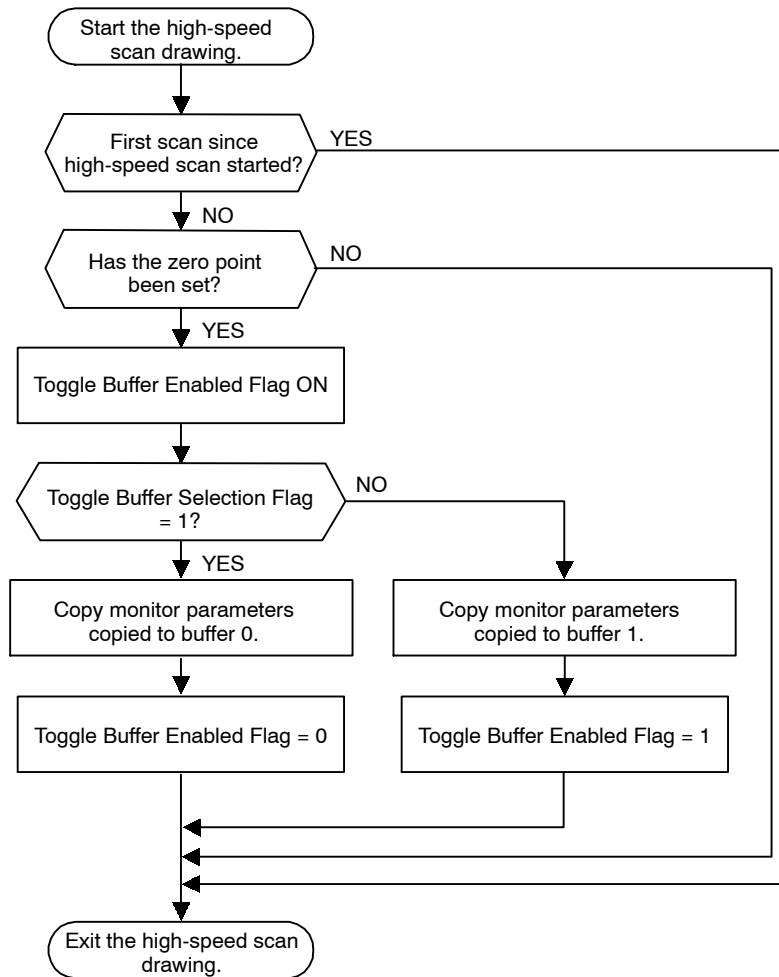 Start the high-speed
scan drawing.
First scan since
high-speed scan started?
YES
NO
Has the zero point
been set?
NO
YES
Toggle Buffer Enabled Flag ON
Toggle Buffer Selection Flag
= 1?
NO
YES
Copy monitor parameters
copied to buffer 0.
Copy monitor parameters
copied to buffer 1.
Toggle Buffer Enabled Flag = 0
Toggle Buffer Enabled Flag = 1
Exit the high-speed scan
drawing.